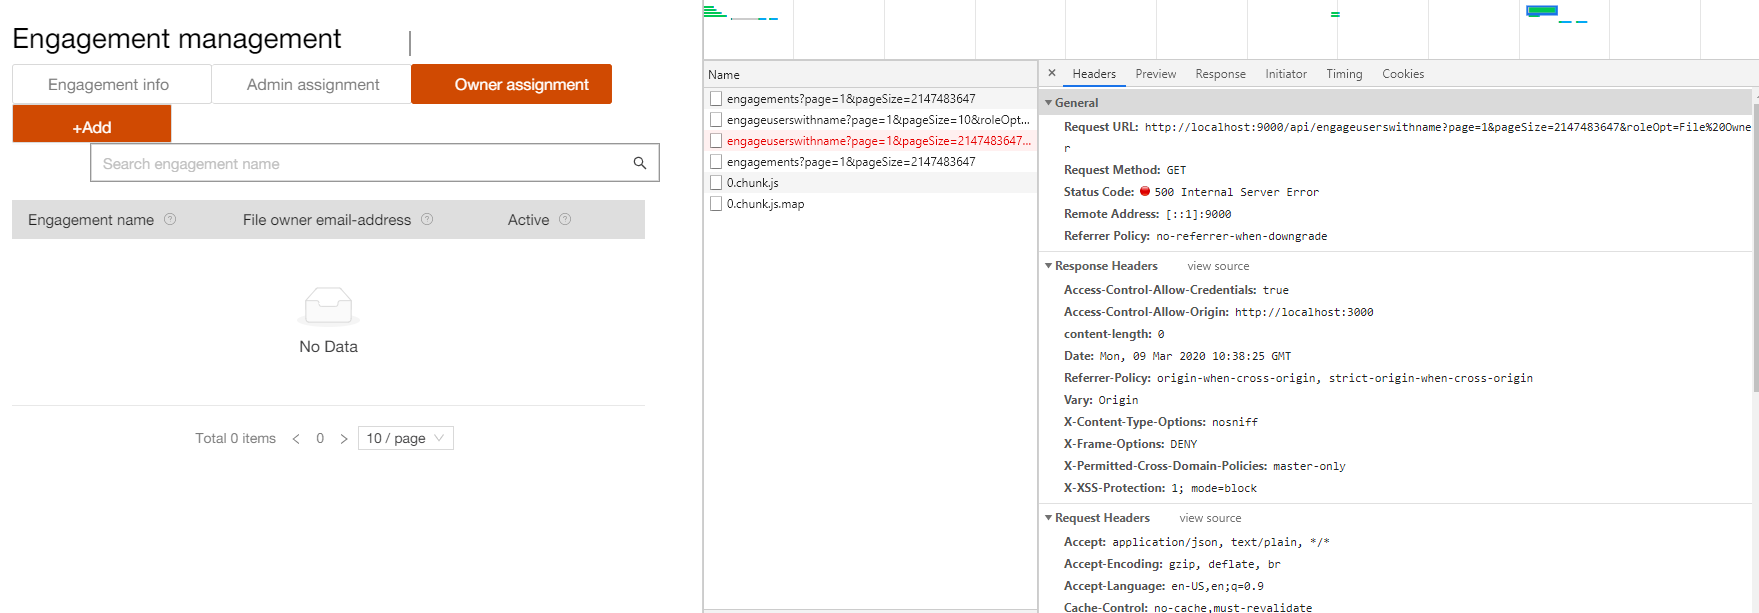 Engagement management
Engagement info
Admin assignment
Owner assignment
+Add
Search engagement name
Engagement name
File owner email-address
Active
No Data
Total 0 items < 0 > 10 / page
Name
engagements?page=1&pageSize=2147483647
engageuserswithname?page=1&pageSize=10&roleOpt...
engageuserswithname?page=1&pageSize=2147483647...
engagements?page=1&pageSize=2147483647
0.chunk.js
0.chunk.js.map
× Headers Preview Response Initiator Timing Cookies
General
Request URL: http://localhost:9000/api/engageuserswithname?page=1&pageSize=2147483647&roleOpt=File%20Owne
r
Request Method: GET
Status Code: 500 Internal Server Error
Remote Address: [::1]:9000
Referrer Policy: no-referrer-when-downgrade
Response Headers view source
Access-Control-Allow-Credentials: true
Access-Control-Allow-Origin: http://localhost:3000
content-length: 0
Date: Mon, 09 Mar 2020 10:38:25 GMT
Referrer-Policy: origin-when-cross-origin, strict-origin-when-cross-origin
Vary: Origin
X-Content-Type-Options: nosniff
X-Frame-Options: DENY
X-Permitted-Cross-Domain-Policies: master-only
X-XSS-Protection: 1; mode=block
Request Headers view source
Accept: application/json, text/plain, */*
Accept-Encoding: gzip, deflate, br
Accept-Language: en-US,en;q=0.9
Cache-Control: no-cache,must-revalidate